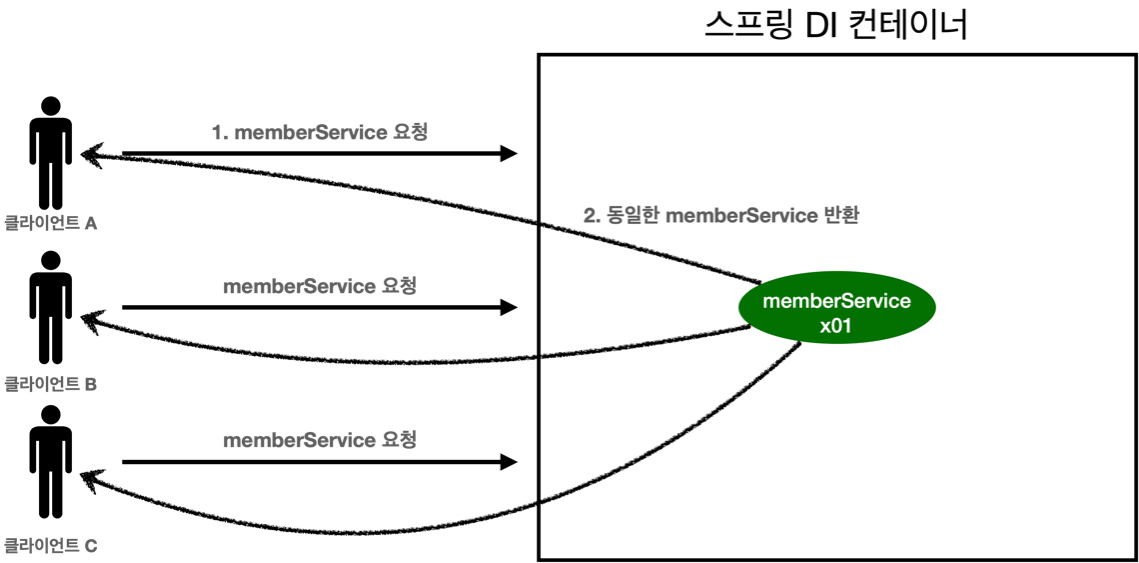 스프링 DI 컨테이너
1. memberService 요청
클라이언트 A
2. 동일한 memberService 반환
memberService 요청
memberService
x01
클라이언트 B
memberService 요청
클라이언트 C